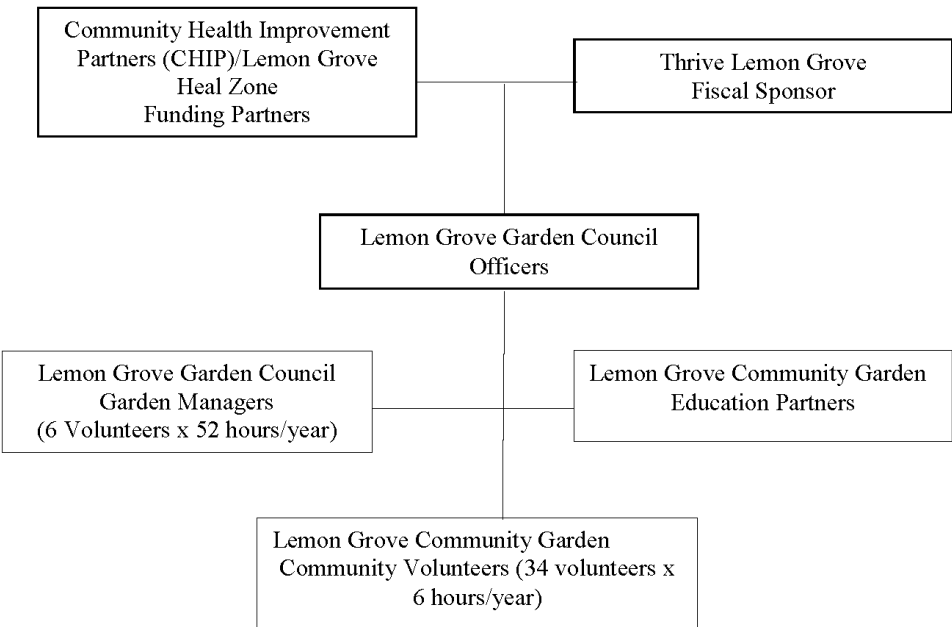 Community Health Improvement
Partners (CHIP)/Lemon Grove
Heal Zone
Funding Partners
Thrive Lemon Grove
Fiscal Sponsor
Lemon Grove Garden Council
Officers
Lemon Grove Garden Council
Garden Managers
(6 Volunteers x 52 hours/year)
Lemon Grove Community Garden
Education Partners
Lemon Grove Community Garden
Community Volunteers (34 volunteers x
6 hours/year)